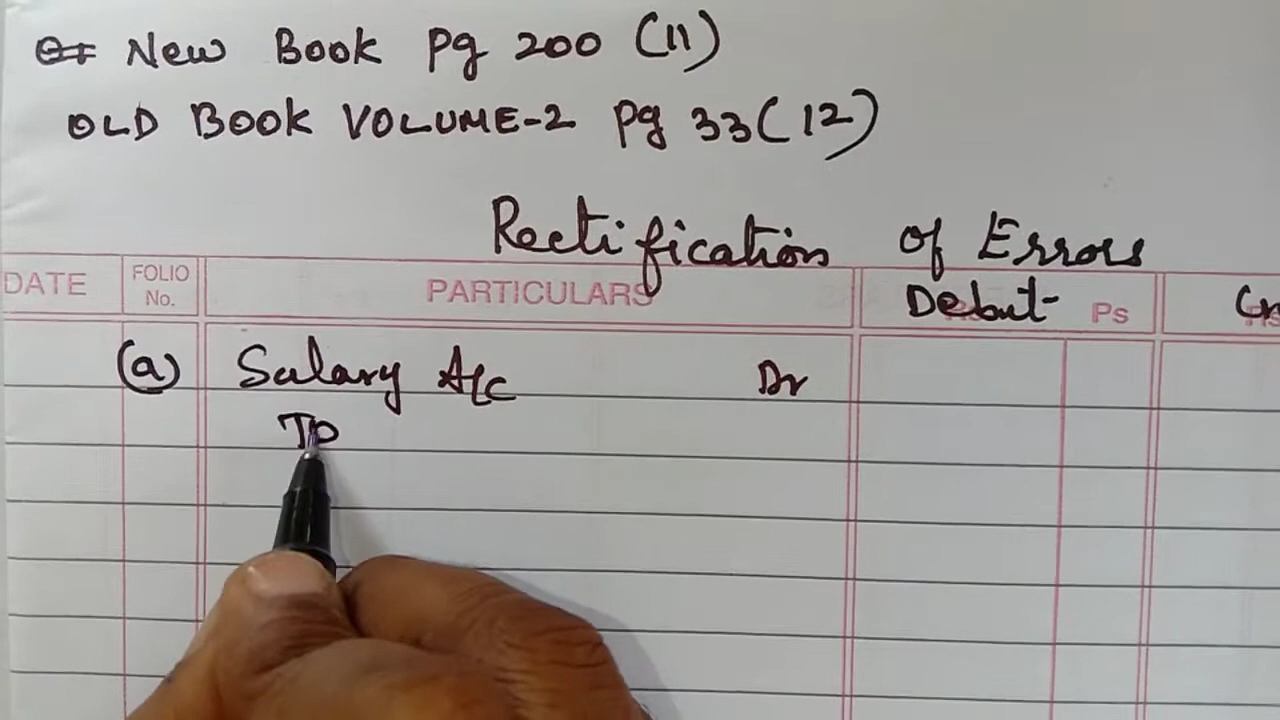 New Book Pg 200 (11)
OLD Book VOLUME-2 Pg 33 (12)
Rectification of Errors
DATE FOLIO No. PARTICULARS Debit Ps Cr
(a) Salary A/c Dr
To